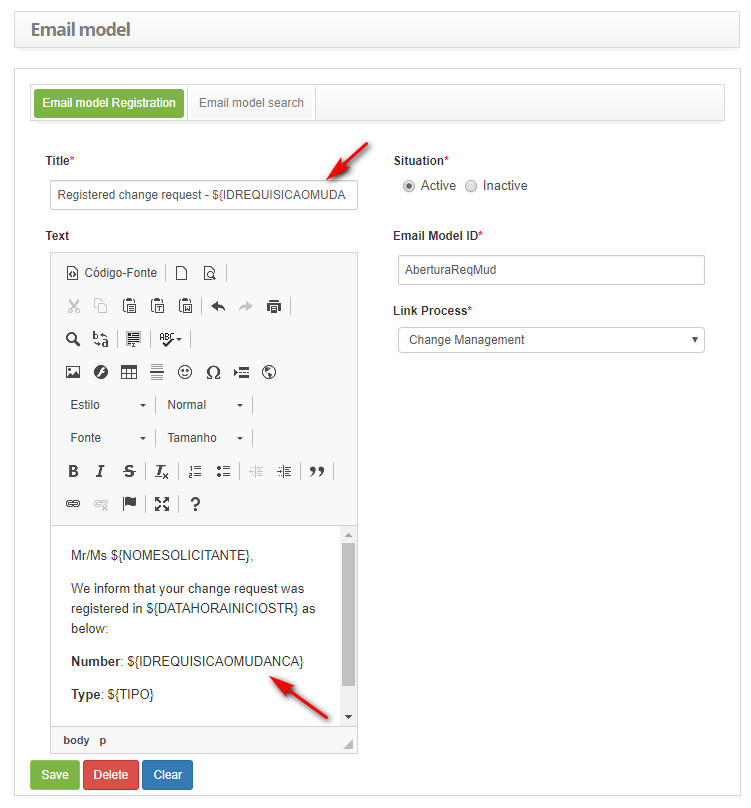 Email model
Email model Registration
Email model search
Title*
Registered change request - ${IDREQUISICAOMUDA
Situation*
Active
Inactive
Text
Código-Fonte
ABC
Estilo
Normal
Fonte
Tamanho
B
I
S
Ix
?
Mr/Ms ${NOMESOLICITANTE},
We inform that your change request was
registered in ${DATAHORAINICIOSTR} as
below:
Number: ${IDREQUISICAOMUDANCA}
Type: ${TIPO}
body p
Email Model ID*
AberturaReqMud
Link Process*
Change Management
Save
Delete
Clear